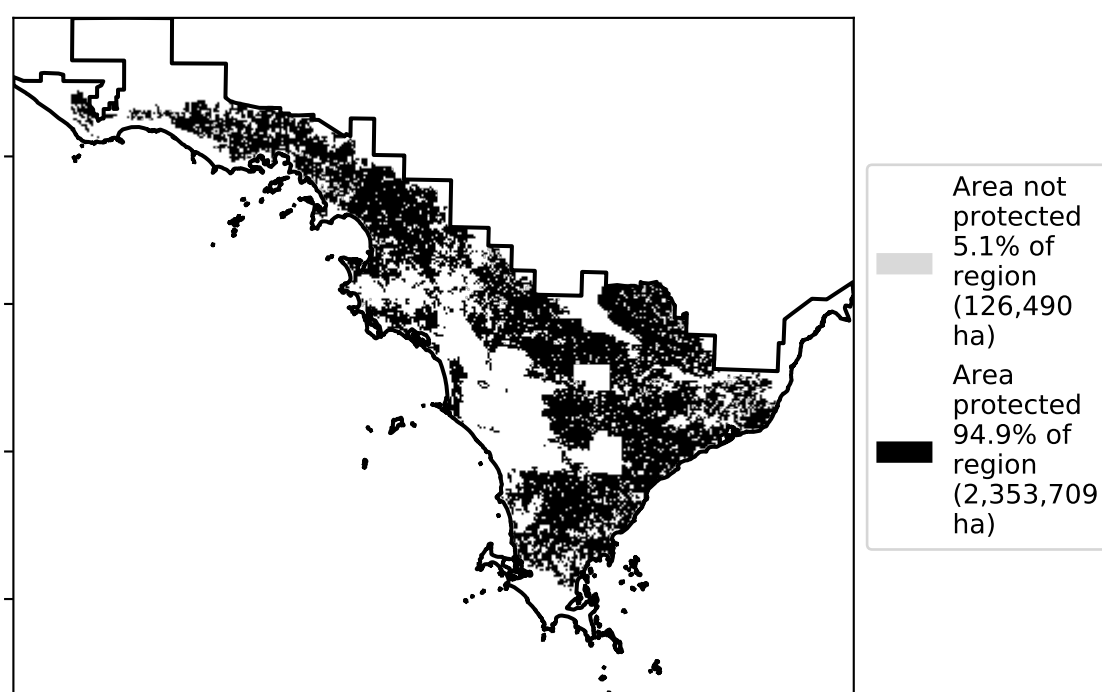 Area not
protected
5.1% of
region
(126,490
ha)
Area
protected
94.9% of
region
(2,353,709
ha)